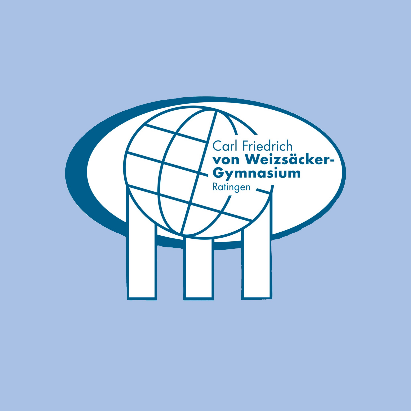 Carl Friedrich
von Weizsäcker-
Gymnasium
Ratingen